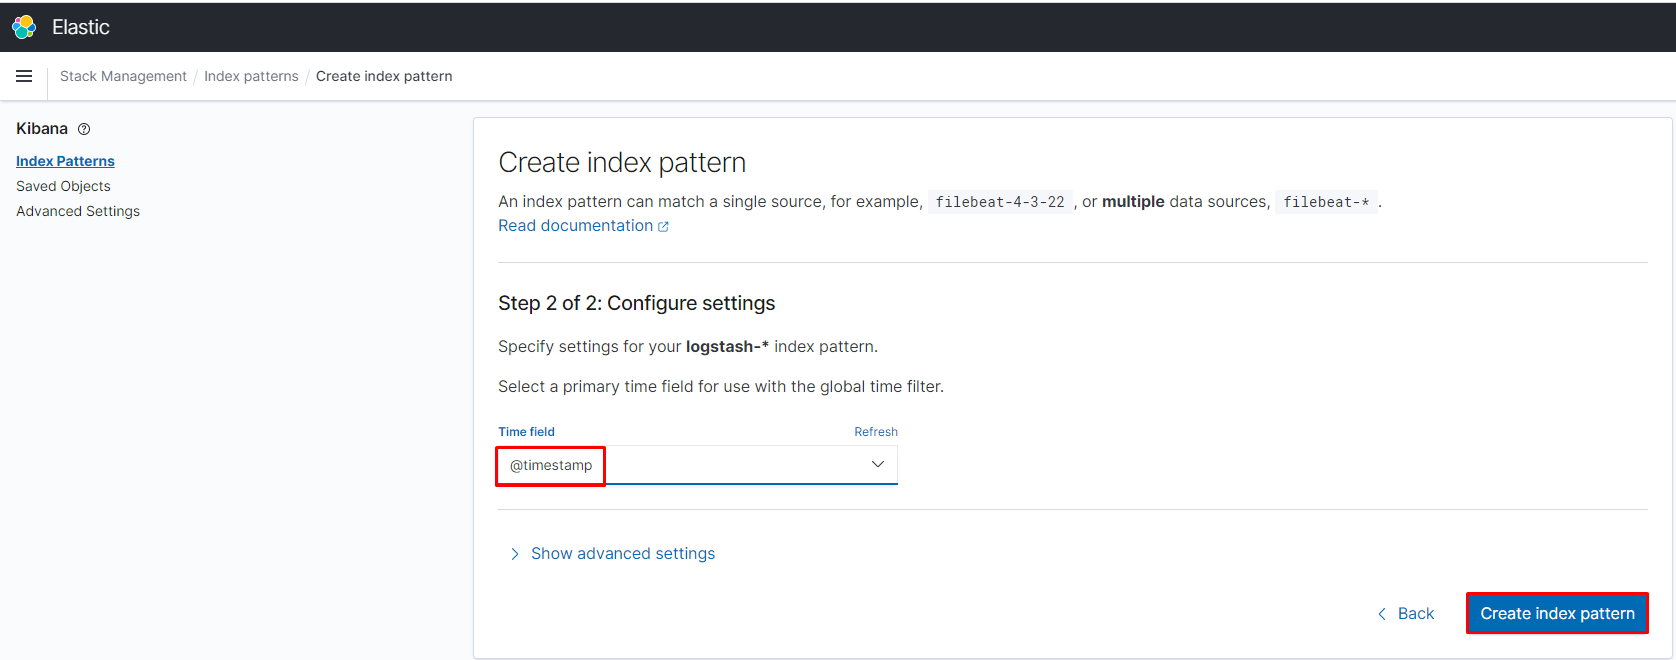 Elastic
Stack Management / Index patterns / Create index pattern
Kibana
Index Patterns
Saved Objects
Advanced Settings
Create index pattern
An index pattern can match a single source, for example, filebeat-4-3-22 , or multiple data sources, filebeat-* .
Read documentation
Step 2 of 2: Configure settings
Specify settings for your logstash-* index pattern.
Select a primary time field for use with the global time filter.
Time field Refresh
@timestamp
Show advanced settings
Back Create index pattern